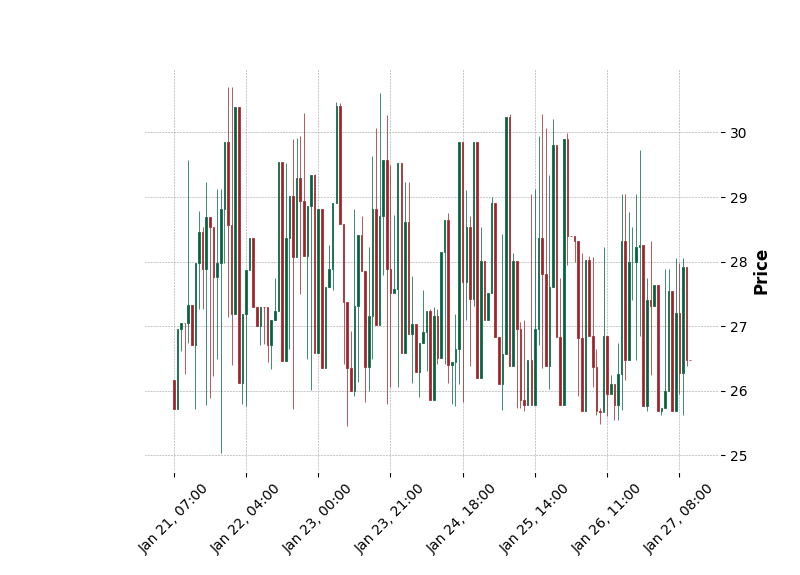 30
29
28
27
26
25
Price
Jan 21, 07:00
Jan 22, 04:00
Jan 23, 00:00
Jan 23, 21:00
Jan 24, 18:00
Jan 25, 14:00
Jan 26, 11:00
Jan 27, 08:00